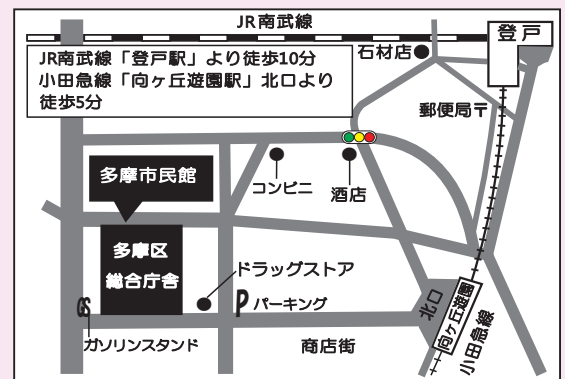 JR南武線
登戸
石材店
JR南武線「登戸駅」より徒歩10分
小田急線「向ヶ丘遊園駅」北口より
徒歩5分
郵便局〒
多摩市民館
コンビニ
酒店
多摩区
総合庁舎
ドラッグストア
P パーキング
北口
向ヶ丘遊園
小田急線
GS
ガソリンスタンド
商店街